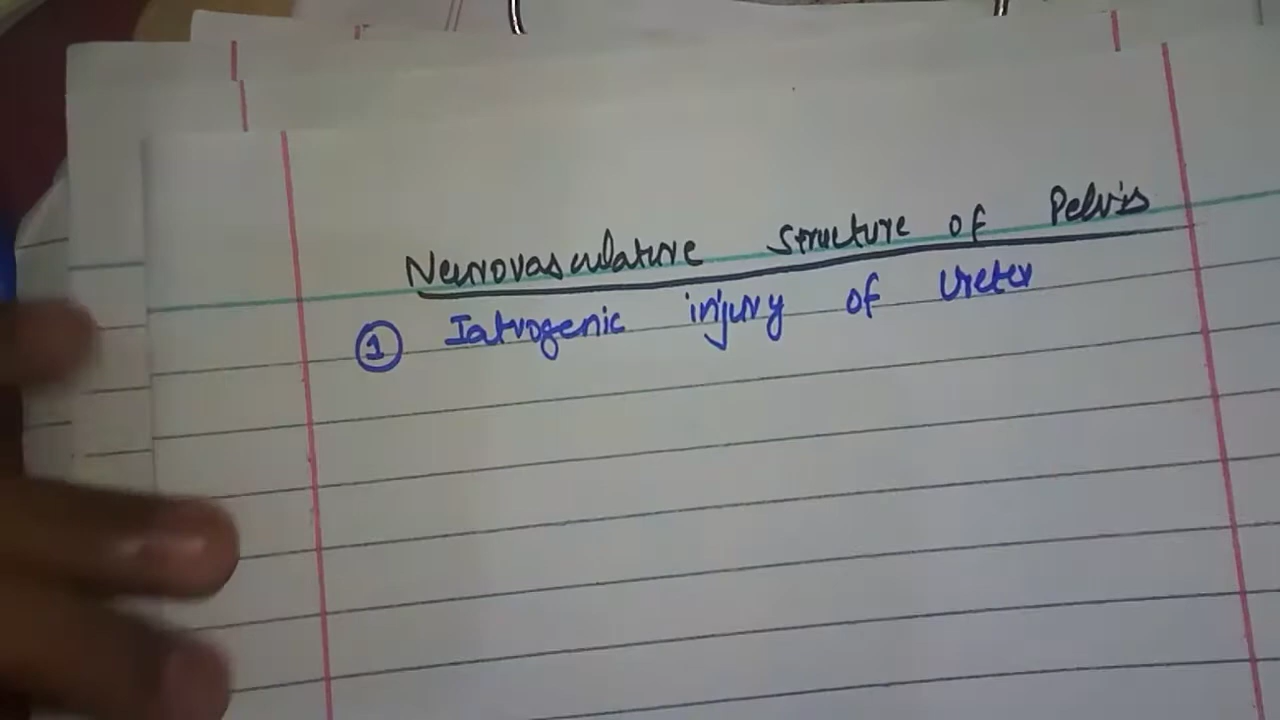 Neurovasculature Structure of Pelvis
① Iatrogenic injury of Ureter